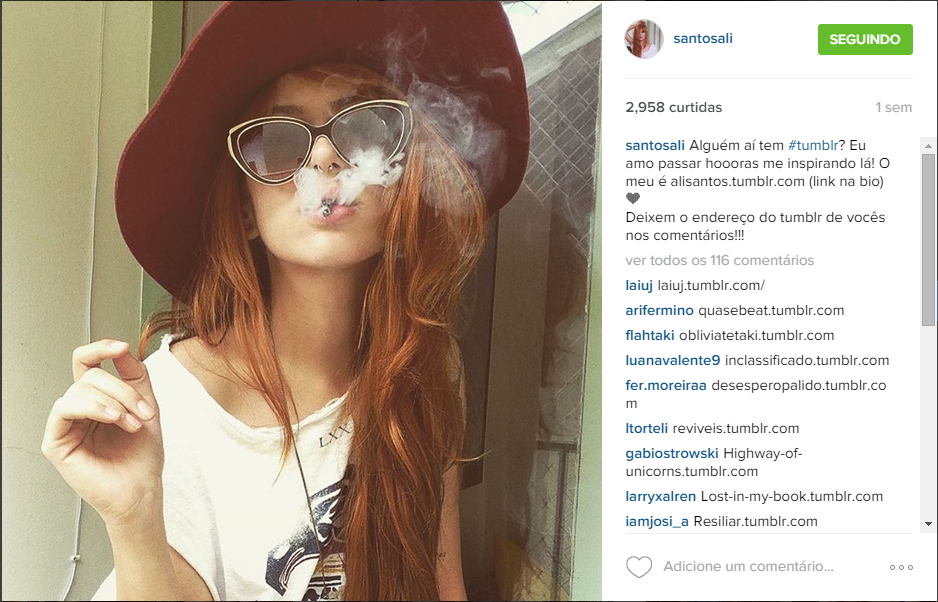 santosali
SEGUINDO
2,958 curtidas
1 sem
santosali Alguém aí tem #tumblr? Eu
amo passar hoooras me inspirando lá! O
meu é alisantos.tumblr.com (link na bio)
Deixem o endereço do tumblr de vocês
nos comentários!!!
ver todos os 116 comentários
laiuj laiuj.tumblr.com/
arifermino quasebeat.tumblr.com
flahtaki obliviatetaki.tumblr.com
luanavalente9 inclassificado.tumblr.com
fer.moreiraa desesperopalido.tumblr.co
m
ltorteli reviveis.tumblr.com
gabiostrowski Highway-of-
unicorns.tumblr.com
larryxalren Lost-in-my-book.tumblr.com
iamjosi_a Resiliar.tumblr.com
Adicione um comentário...